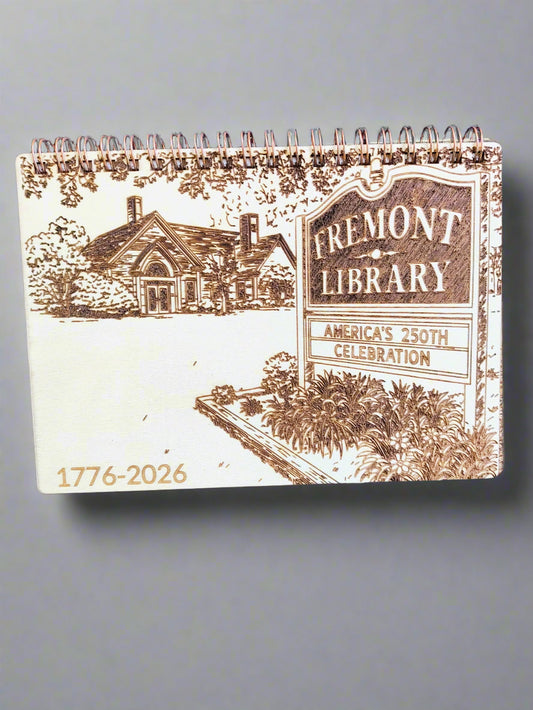 FREMONT
LIBRARY
AMERICA'S 250TH
CELEBRATION
1776-2026